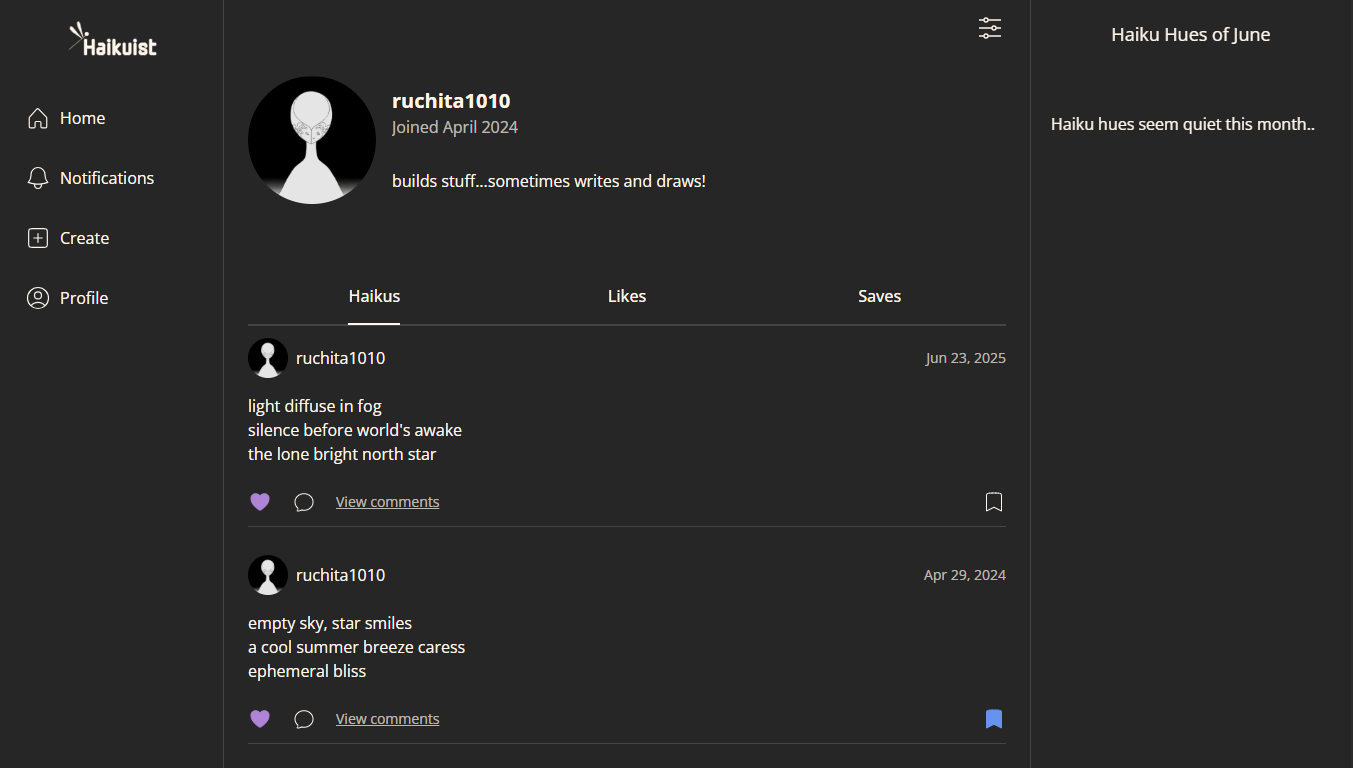 Haikuist
Home
Notifications
Create
Profile
ruchita1010
Joined April 2024
builds stuff...sometimes writes and draws!
Haikus
Likes
Saves
ruchita1010
Jun 23, 2025
light diffuse in fog
silence before world's awake
the lone bright north star
View comments
ruchita1010
Apr 29, 2024
empty sky, star smiles
a cool summer breeze caress
ephemeral bliss
View comments
Haiku Hues of June
Haiku hues seem quiet this month..